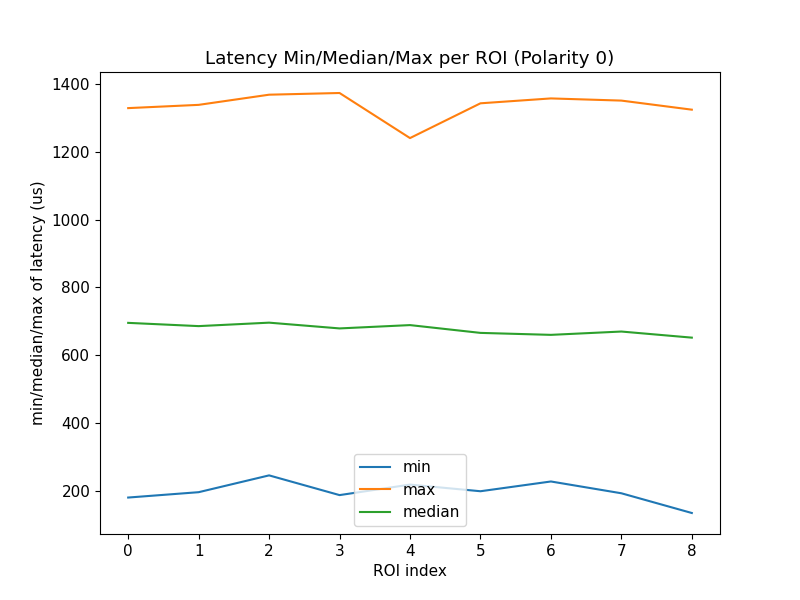 Latency Min/Median/Max per ROI (Polarity 0)
min/median/max of latency (us)
1400
1200
1000
800
600
400
200
min
max
median
0 1 2 3 4 5 6 7 8
ROI index